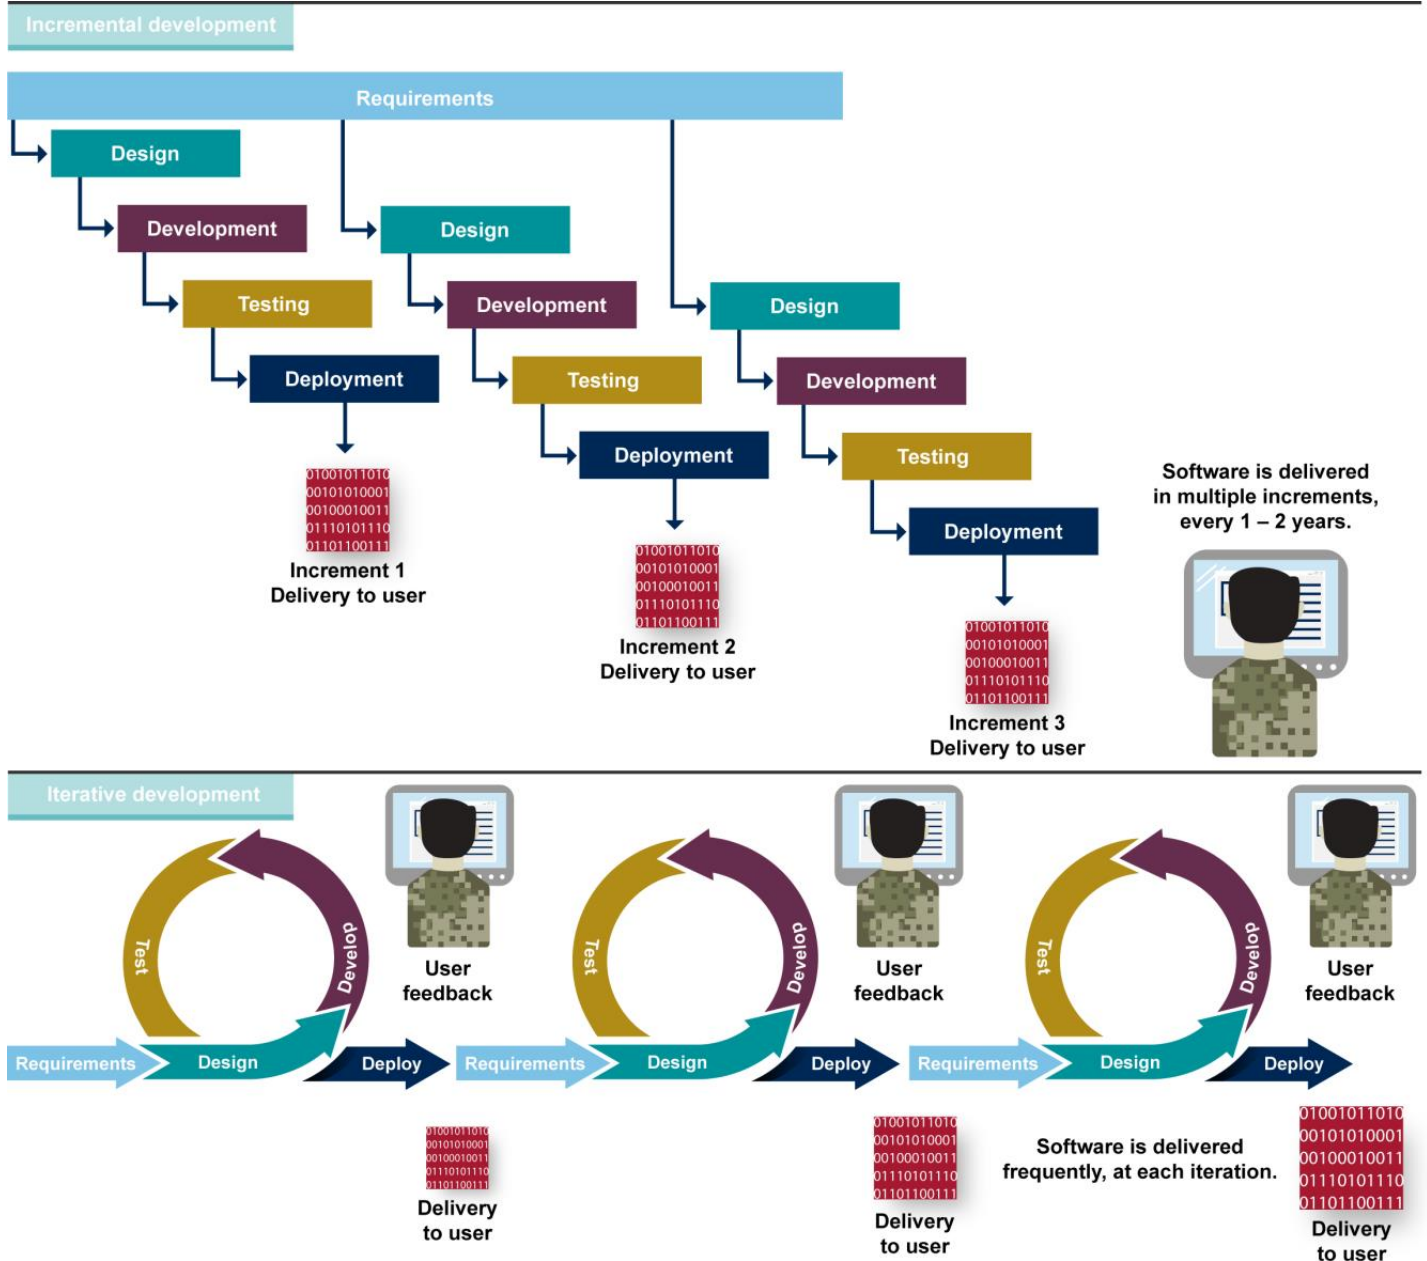 Incremental development
Requirements
Design
Development
Testing
Deployment
01001011010
00101010001
00100010011
01110101110
01101100111
Increment 1
Delivery to user
Design
Development
Testing
Deployment
01001011010
00101010001
00100010011
01110101110
01101100111
Increment 2
Delivery to user
Design
Development
Testing
Deployment
01001011010
00101010001
00100010011
01110101110
01101100111
Increment 3
Delivery to user
Software is delivered
in multiple increments,
every 1 – 2 years.
Iterative development
Requirements
Design
Develop
Test
Deploy
User
feedback
01001011010
00101010001
00100010011
01110101110
01101100111
Delivery
to user
Requirements
Design
Develop
Test
Deploy
User
feedback
01001011010
00101010001
00100010011
01110101110
01101100111
Delivery
to user
Requirements
Design
Develop
Test
Deploy
User
feedback
Software is delivered
frequently, at each iteration.
01001011010
00101010001
00100010011
01110101110
01101100111
Delivery
to user